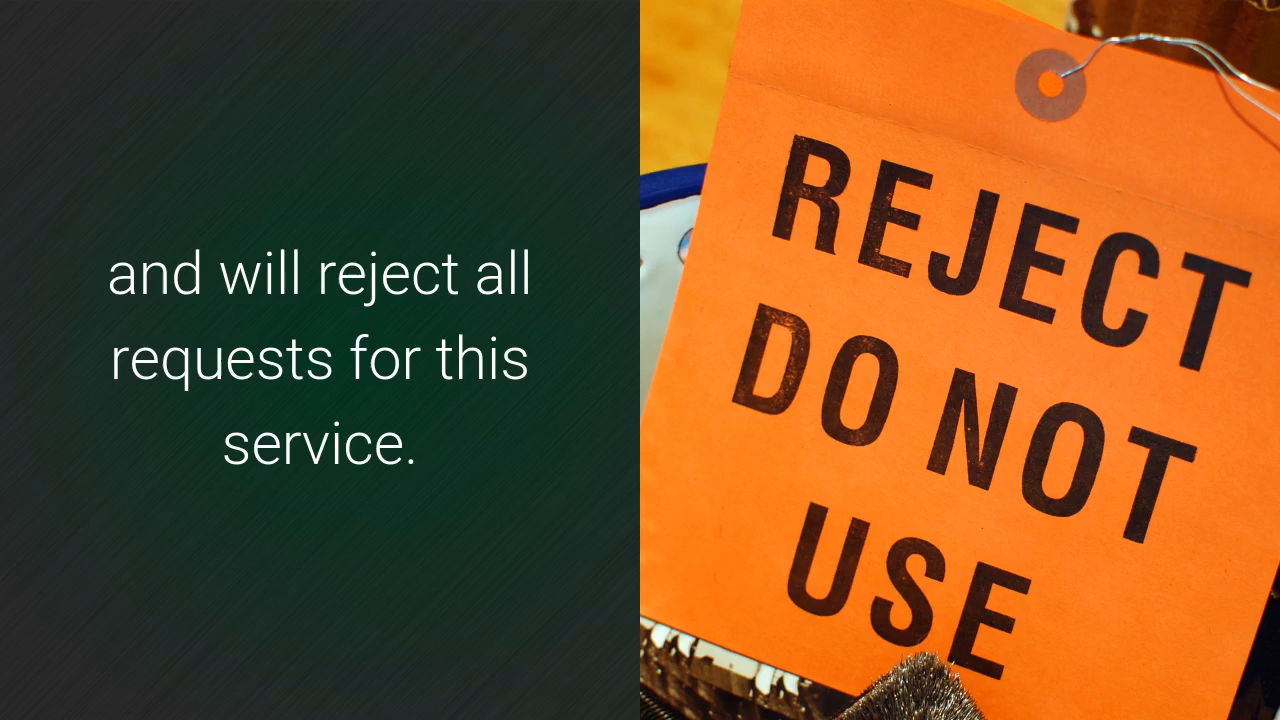 and will reject all
requests for this
service.
REJECT
DO NOT
USE